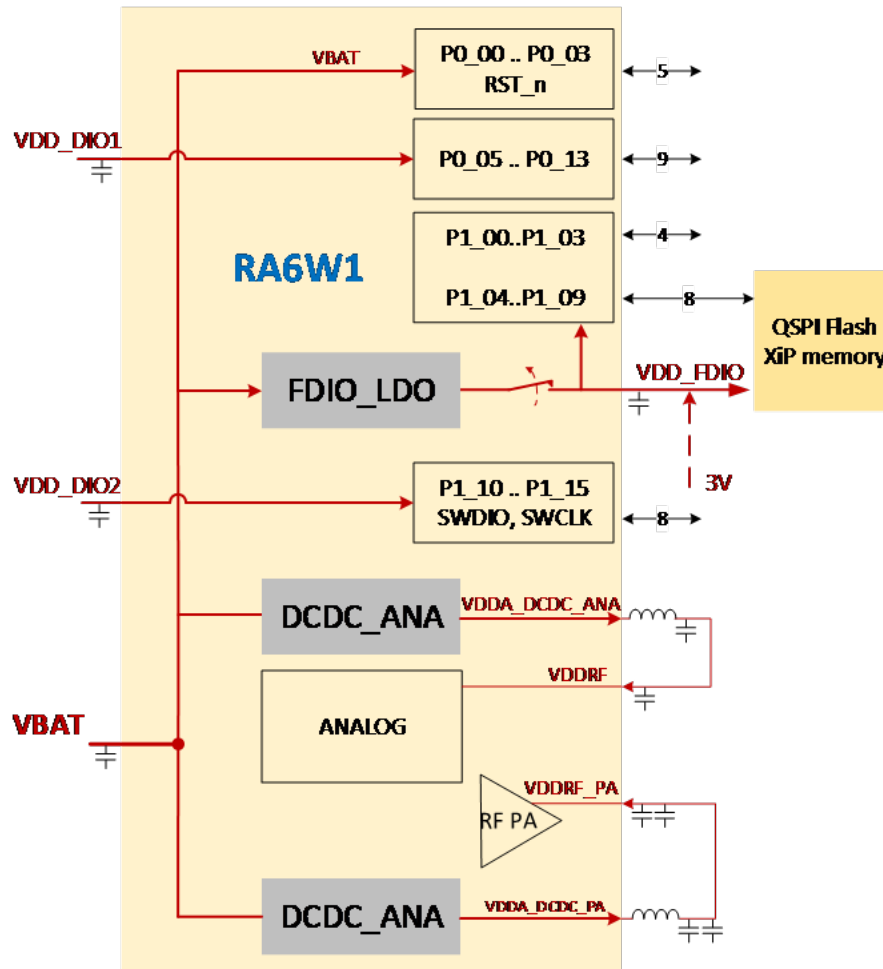 VBAT
P0_00 .. P0_03
RST_n
5
VDD_DIO1
P0_05 .. P0_13
9
RA6W1
P1_00..P1_03
4
P1_04..P1_09
8
QSPI Flash
XiP memory
FDIO_LDO
VDD_FDIO
3V
VDD_DIO2
P1_10 .. P1_15
SWDIO, SWCLK
8
DCDC_ANA
VDDA_DCDC_ANA
VDDRF
ANALOG
VBAT
VDDRF_PA
RF PA
DCDC_ANA
VDDA_DCDC_PA